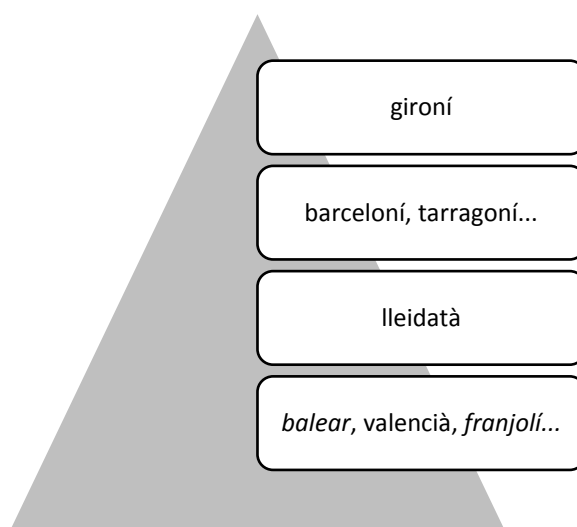 gironí
barceloní, tarragoní...
lleidatà
balear, valencià, franjolí...